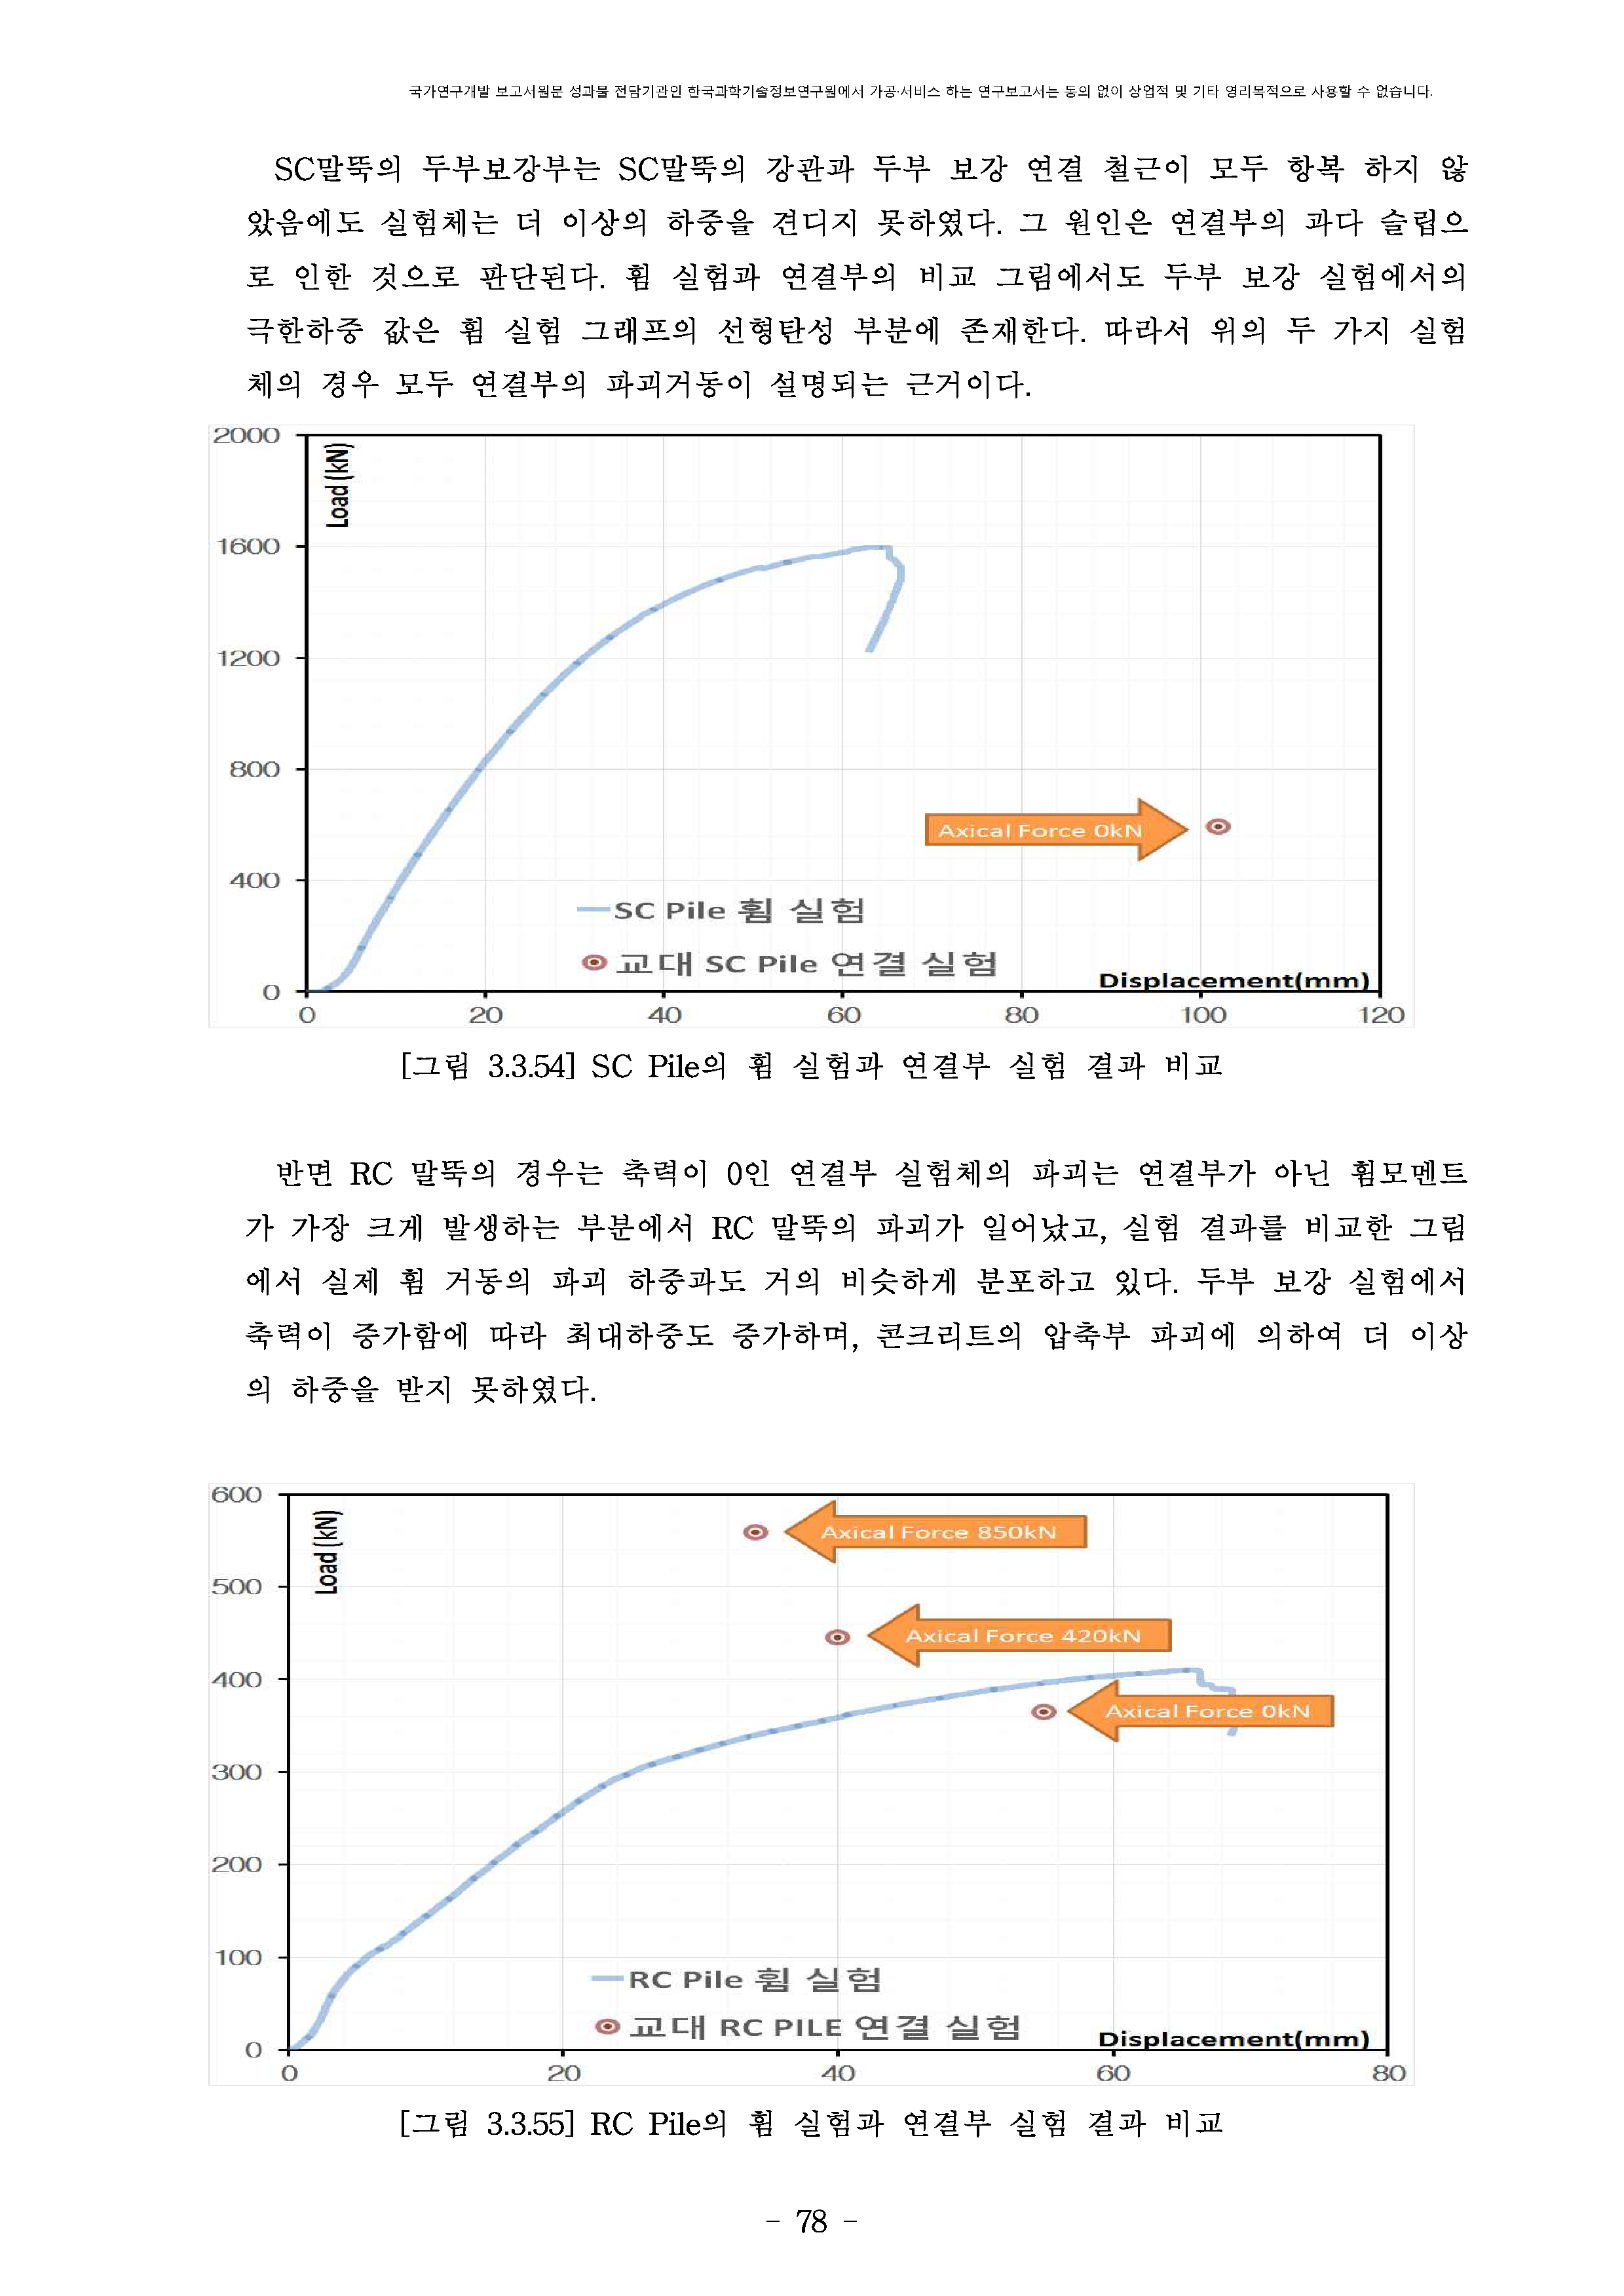 국가연구개발 보고서원문 성과물 전담기관인 한국과학기술정보연구원에서 가공·서비스 하는 연구보고서는 동의 없이 상업적 및 기타 영리목적으로 사용할 수 없습니다.
SC말뚝의 두부보강부는 SC말뚝의 강관과 두부 보강 연결 철근이 모두 항복 하지 않
았음에도 실험체는 더 이상의 하중을 견디지 못하였다. 그 원인은 연결부의 과다 슬립으
로 인한 것으로 판단된다. 휨 실험과 연결부의 비교 그림에서도 두부 보강 실험에서의
극한하중 값은 휨 실험 그래프의 선형탄성 부분에 존재한다. 따라서 위의 두 가지 실험
체의 경우 모두 연결부의 파괴거동이 설명되는 근거이다.
2000
Load (kN)
1600
1200
800
Axical Force 0kN
400
SC Pile 휨 실험
교대 SC Pile 연결 실험
Displacement(mm)
0
0 20 40 60 80 100 120
[그림 3.3.54] SC Pile의 휨 실험과 연결부 실험 결과 비교
반면 RC 말뚝의 경우는 축력이 0인 연결부 실험체의 파괴는 연결부가 아닌 휨모멘트
가 가장 크게 발생하는 부분에서 RC 말뚝의 파괴가 일어났고, 실험 결과를 비교한 그림
에서 실제 휨 거동의 파괴 하중과도 거의 비슷하게 분포하고 있다. 두부 보강 실험에서
축력이 증가함에 따라 최대하중도 증가하며, 콘크리트의 압축부 파괴에 의하여 더 이상
의 하중을 받지 못하였다.
600
Load (kN)
Axical Force 850kN
500
Axical Force 420kN
400
Axical Force 0kN
300
200
100
RC Pile 휨 실험
교대 RC PILE 연결 실험
Displacement(mm)
0
0 20 40 60 80
[그림 3.3.55] RC Pile의 휨 실험과 연결부 실험 결과 비교
- 78 -